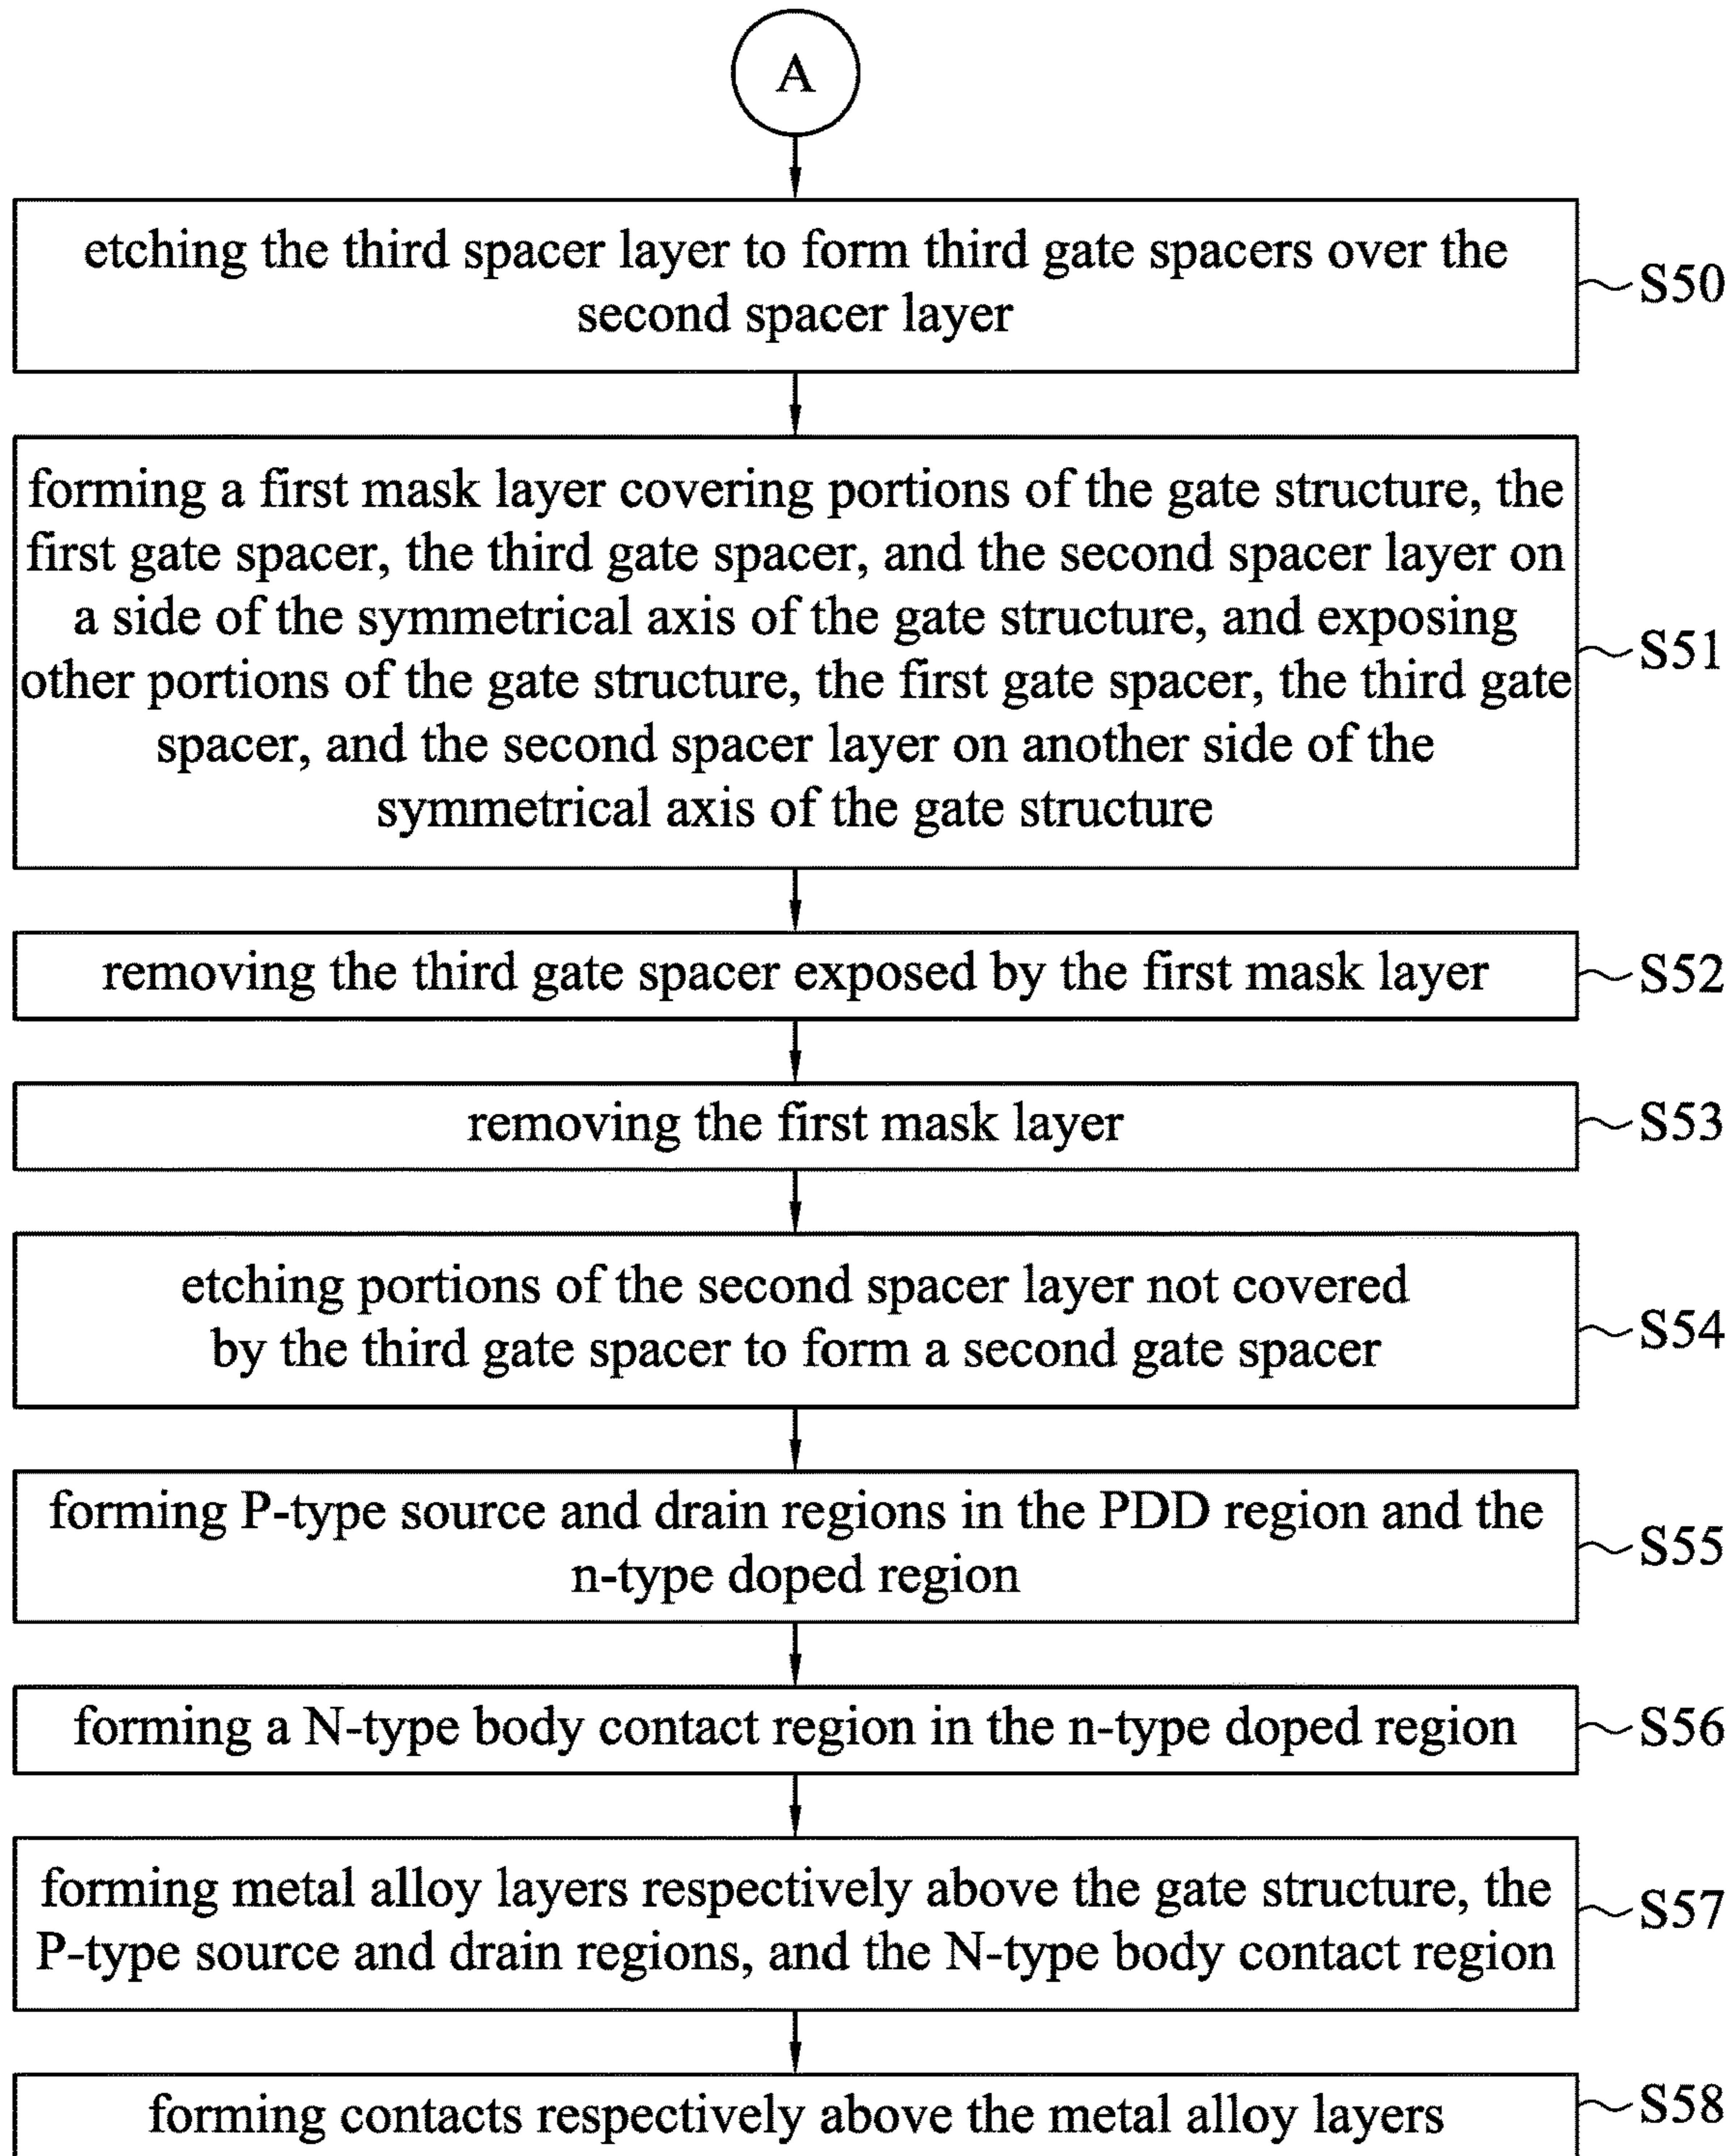 A
etching the third spacer layer to form third gate spacers over the
second spacer layer
S50
forming a first mask layer covering portions of the gate structure, the
first gate spacer, the third gate spacer, and the second spacer layer on
a side of the symmetrical axis of the gate structure, and exposing
other portions of the gate structure, the first gate spacer, the third gate
spacer, and the second spacer layer on another side of the
symmetrical axis of the gate structure
S51
removing the third gate spacer exposed by the first mask layer
S52
removing the first mask layer
S53
etching portions of the second spacer layer not covered
by the third gate spacer to form a second gate spacer
S54
forming P-type source and drain regions in the PDD region and the
n-type doped region
S55
forming a N-type body contact region in the n-type doped region
S56
forming metal alloy layers respectively above the gate structure, the
P-type source and drain regions, and the N-type body contact region
S57
forming contacts respectively above the metal alloy layers
S58